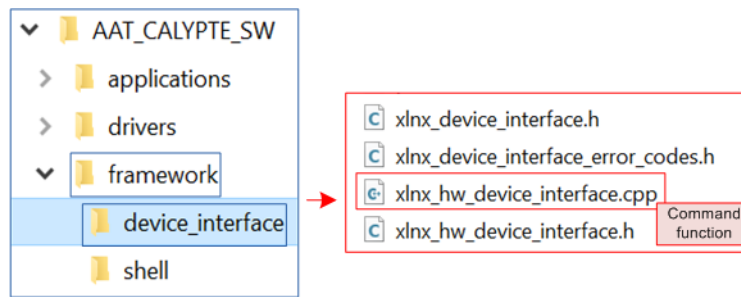 AAT_CALYPTE_SW
applications
drivers
framework
device_interface
shell
xlnx_device_interface.h
xlnx_device_interface_error_codes.h
xlnx_hw_device_interface.cpp
xlnx_hw_device_interface.h
Command
function